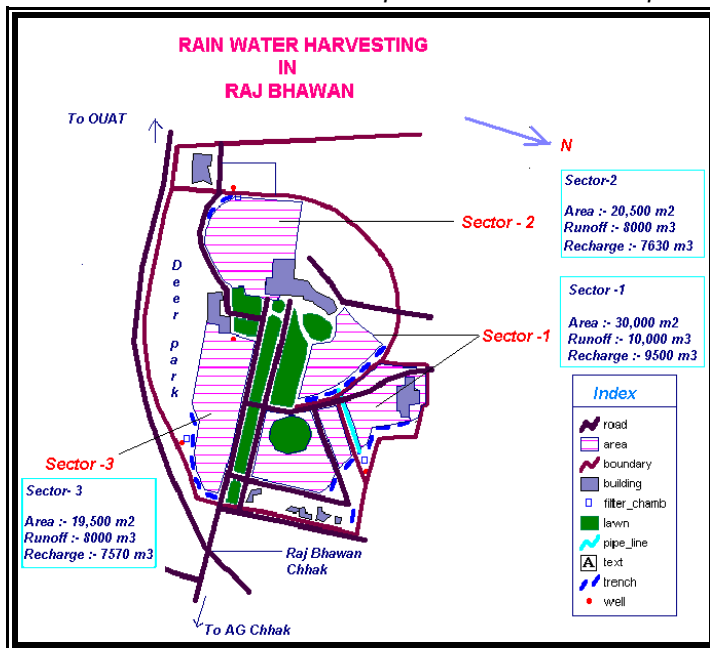 RAIN WATER HARVESTING
IN
RAJ BHAWAN
To OUAT
N
Sector-2
Area :- 20,500 m2
Runoff :- 8000 m3
Recharge :- 7630 m3
Sector - 2
Deer park
Sector -1
Area :- 30,000 m2
Runoff :- 10,000 m3
Recharge :- 9500 m3
Sector -1
Index
road
area
boundary
building
filter_chamb
lawn
pipe_line
A text
trench
well
Sector -3
Sector- 3
Area :- 19,500 m2
Runoff :- 8000 m3
Recharge :- 7570 m3
Raj Bhawan
Chhak
To AG Chhak